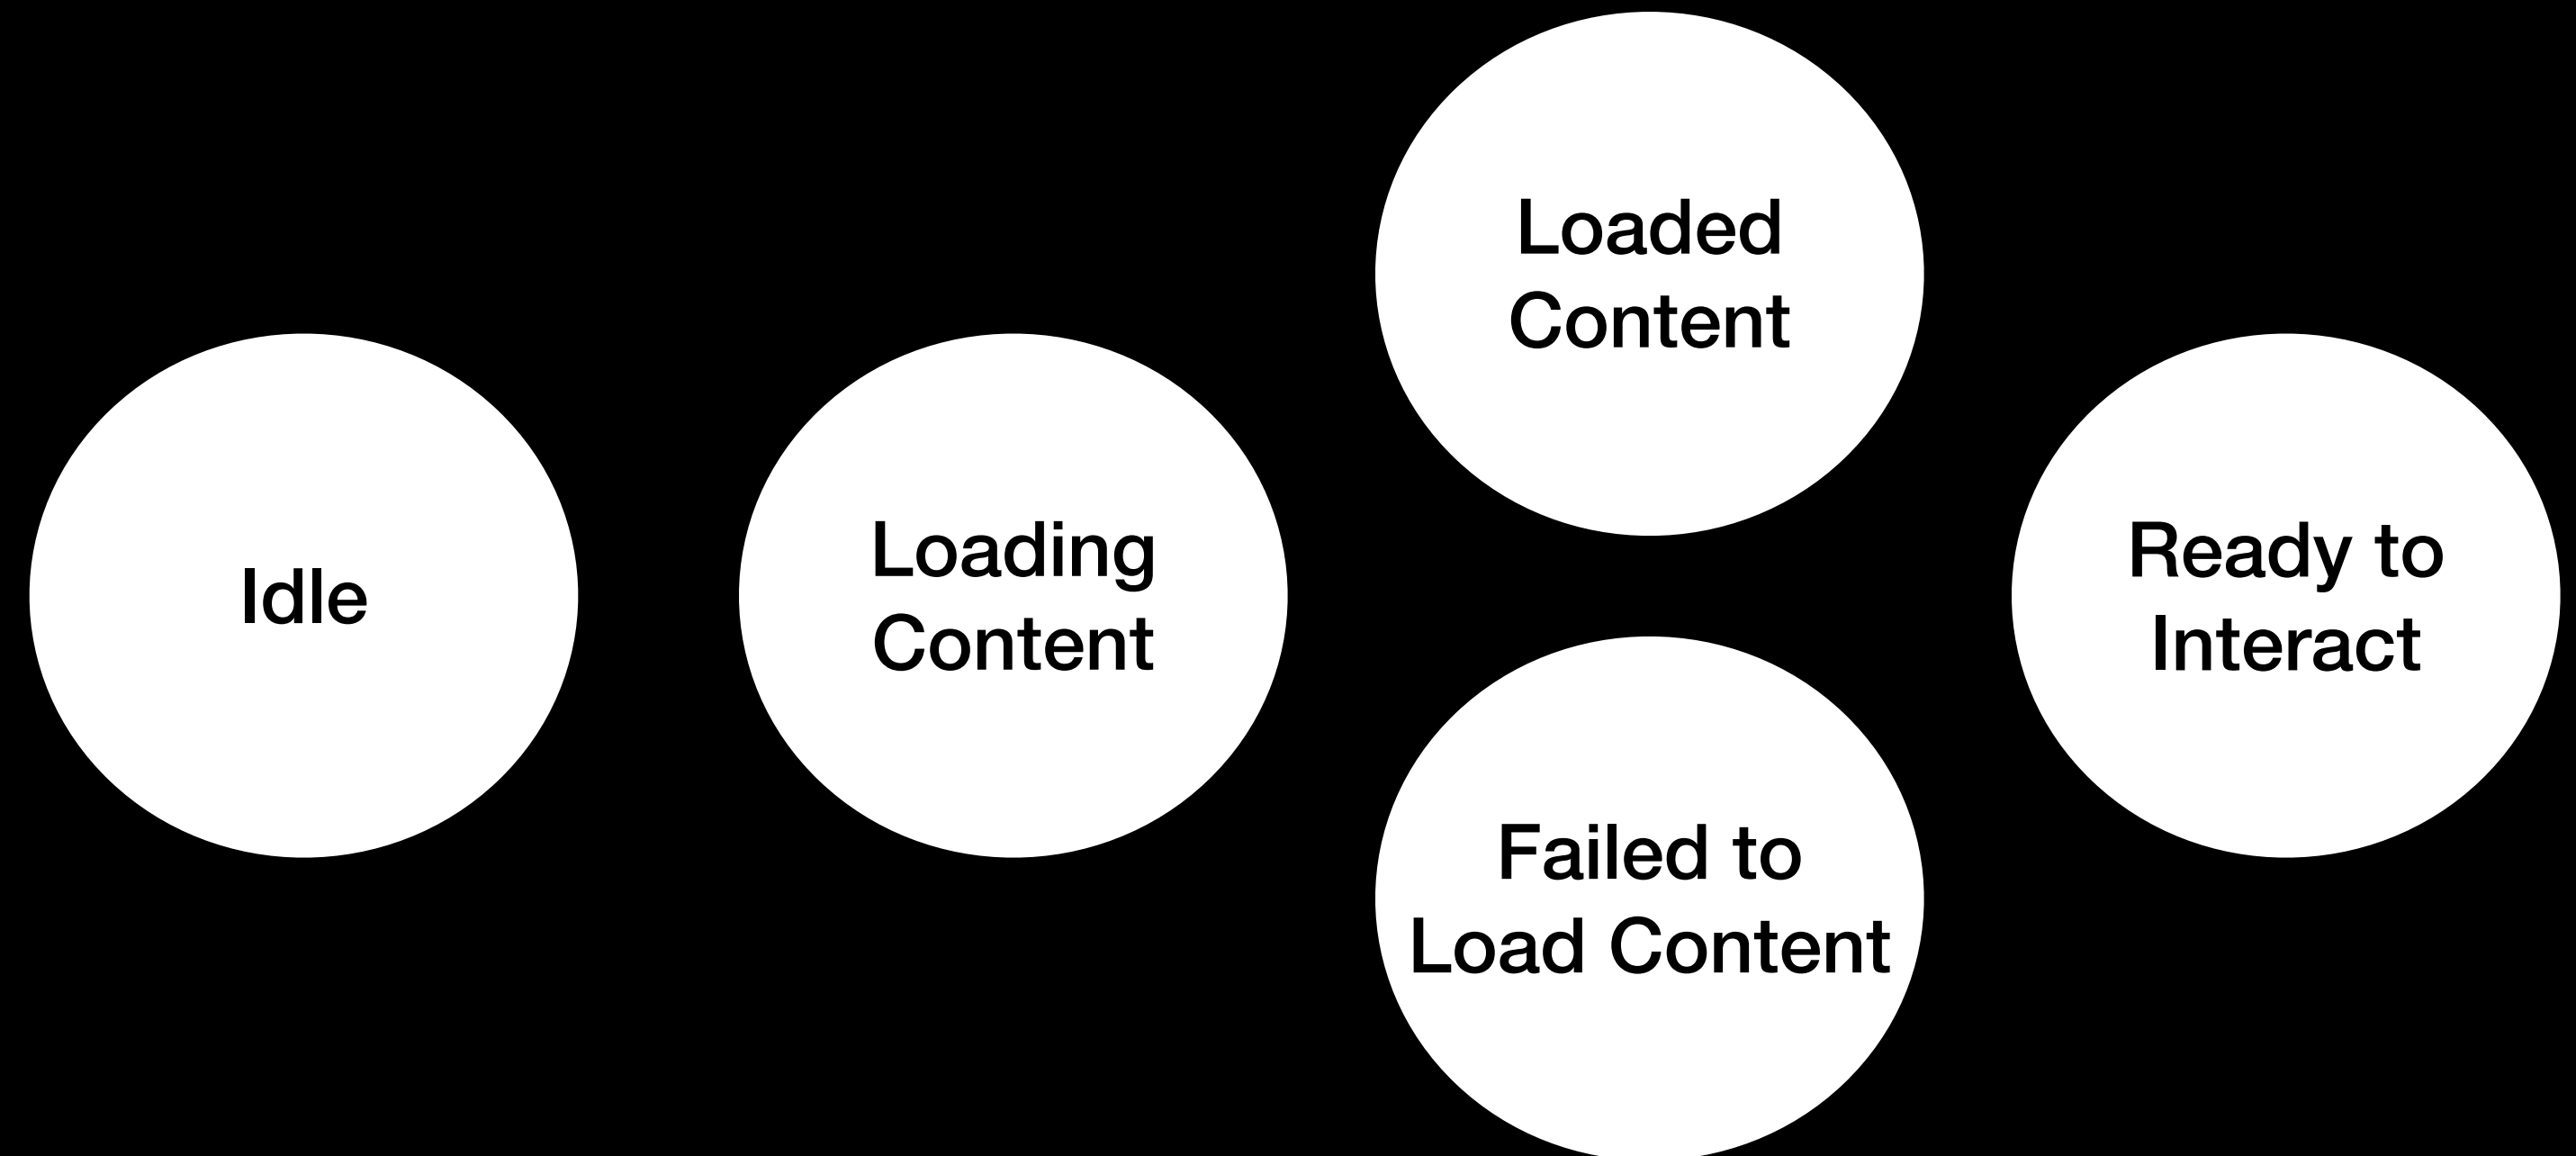 Idle
Loading
Content
Loaded
Content
Failed to
Load Content
Ready to
Interact